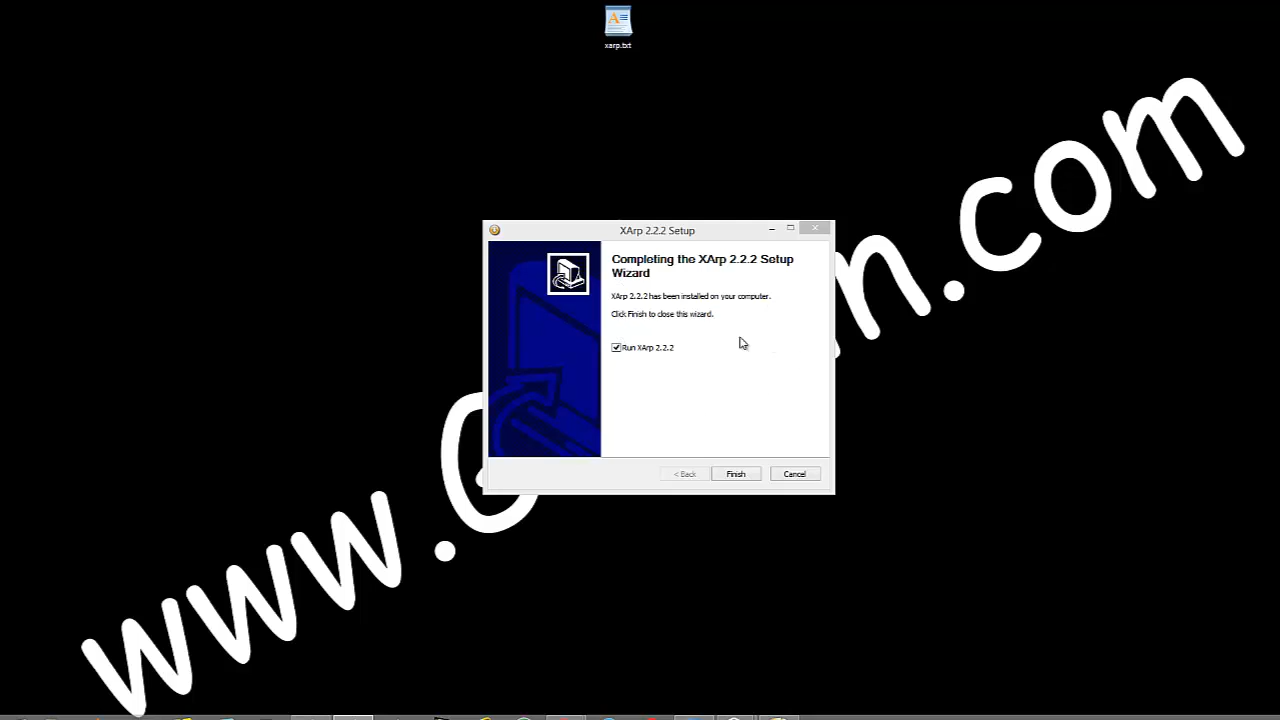 xarp.txt
XArp 2.2.2 Setup
Completing the XArp 2.2.2 Setup
Wizard
XArp 2.2.2 has been installed on your computer.
Click Finish to close this wizard.
Run XArp 2.2.2
< Back
Finish
Cancel
www.
.com